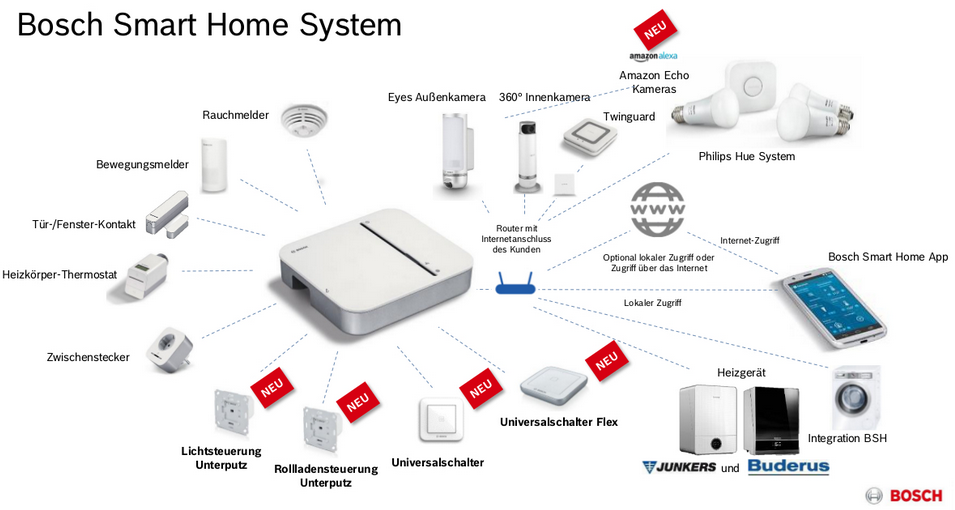 Bosch Smart Home System
NEU
amazon alexa
Amazon Echo
Kameras
Eyes Außenkamera
360° Innenkamera
Twinguard
Rauchmelder
Philips Hue System
Bewegungsmelder
WWW
Tür-/Fenster-Kontakt
Router mit
Internetanschluss
des Kunden
Internet-Zugriff
Optional lokaler Zugriff oder
Zugriff über das Internet
Bosch Smart Home App
Heizkörper-Thermostat
Lokaler Zugriff
Zwischenstecker
NEU
NEU
NEU
NEU
Heizgerät
Lichtsteuerung
Unterputz
Rollladensteuerung
Unterputz
Universalschalter
Universalschalter Flex
Integration BSH
JUNKERS und Buderus
BOSCH